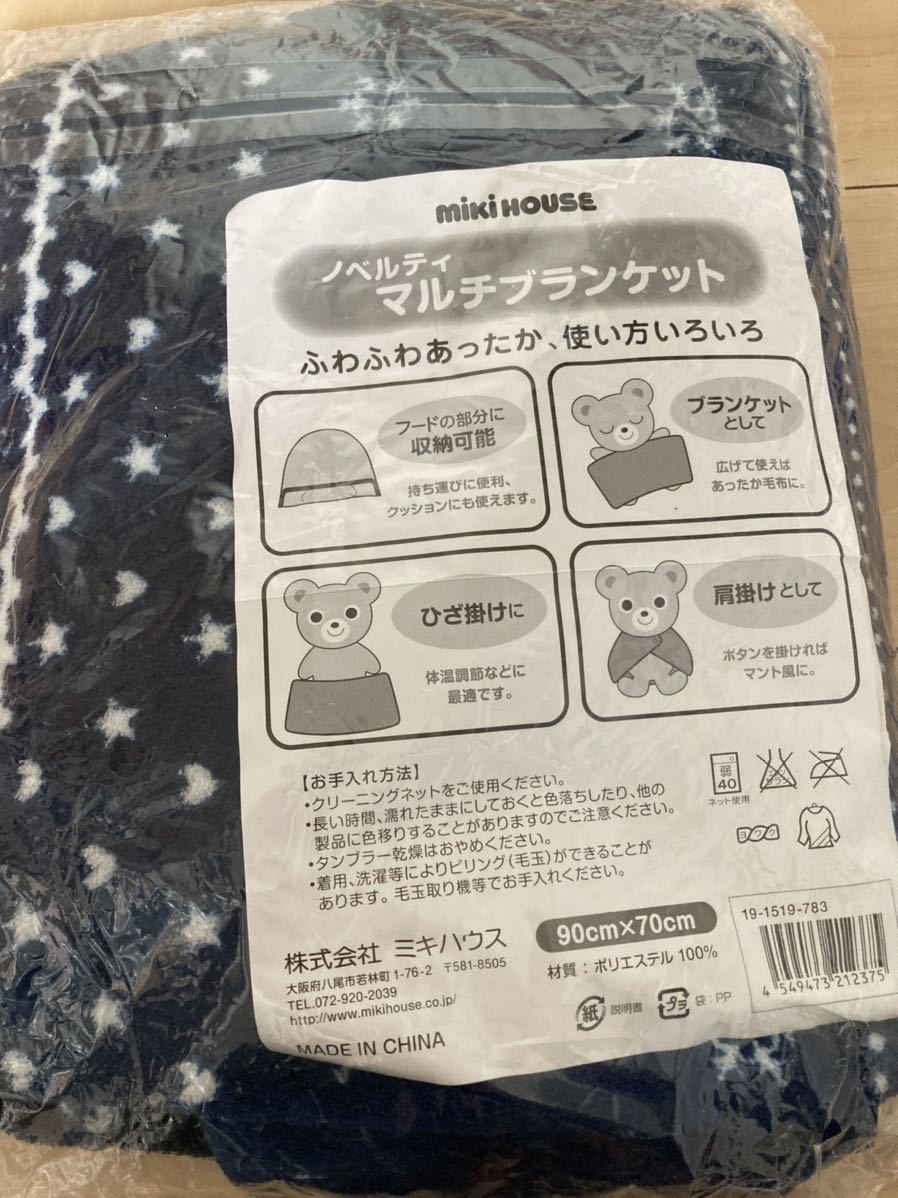 miki HOUSE
ノベルティ
マルチブランケット
ふわふわあったか、使い方いろいろ
フードの部分に
収納可能
持ち運びに便利、
クッションにも使えます。
ブランケット
として
広げて使えば
あったか毛布に。
ひざ掛けに
体温調節などに
最適です。
肩掛けとして
ボタンを掛ければ
マント風に。
【お手入れ方法】
・クリーニングネットをご使用ください。
・長い時間、濡れたままにしておくと色落ちしたり、他の
製品に色移りすることがありますのでご注意ください。
・タンブラー乾燥はおやめください。
・着用、洗濯等によりピリング(毛玉)ができることが
あります。毛玉取り機等でお手入れください。
弱
40
ネット使用
ヨワク
株式会社 ミキハウス
大阪府八尾市若林町1-76-2 〒581-8505
TEL.072-920-2039
http://www.mikihouse.co.jp/
MADE IN CHINA
90cm×70cm
材質：ポリエステル 100%
紙 説明書
プラ 袋：PP
19-1519-783
4 549473 212375